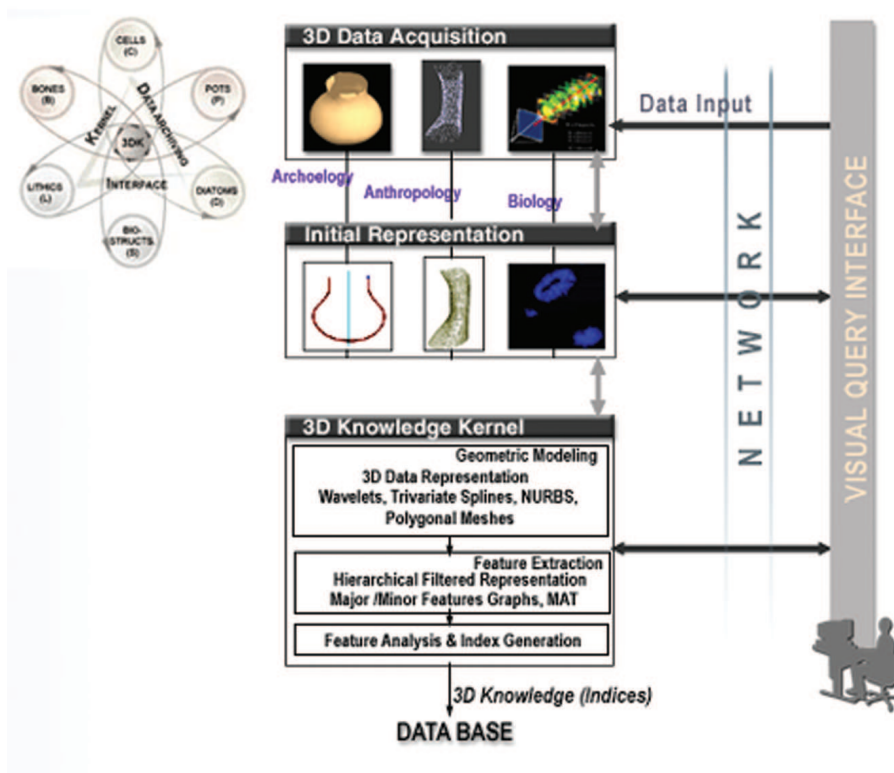 CELLS
(C)
BONES
(B)
POTS
(P)
KERNEL
DATA ARCHIVING
3DK
INTERFACE
LITHICS
(L)
DIATOMS
(D)
BIO-
STRUCTS.
(S)
3D Data Acquisition
Data Input
Archoelogy
Anthropology
Biology
Initial Representation
NETWORK
VISUAL QUERY INTERFACE
3D Knowledge Kernel
Geometric Modeling
3D Data Representation
Wavelets, Trivariate Splines, NURBS,
Polygonal Meshes
Feature Extraction
Hierarchical Filtered Representation
Major /Minor Features Graphs, MAT
Feature Analysis & Index Generation
3D Knowledge (Indices)
DATA BASE